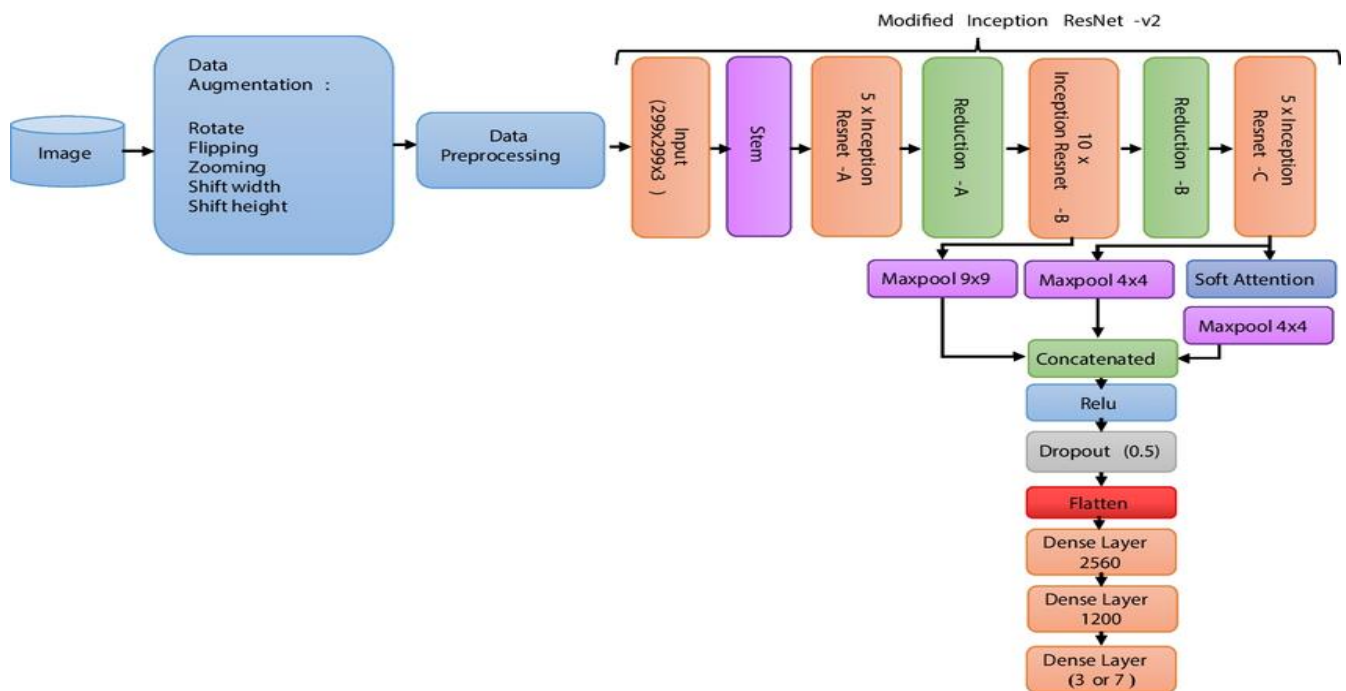 Modified Inception ResNet -v2
Image
Data
Augmentation :
Rotate
Flipping
Zooming
Shift width
Shift height
Data
Preprocessing
Input
(299x299x3 )
Stem
5 x Inception
Resnet -A
Reduction -A
10 x
Inception Resnet -B
Reduction -B
5 x Inception
Resnet -C
Maxpool 9x9
Maxpool 4x4
Soft Attention
Maxpool 4x4
Concatenated
Relu
Dropout (0.5)
Flatten
Dense Layer
2560
Dense Layer
1200
Dense Layer
(3 or 7 )